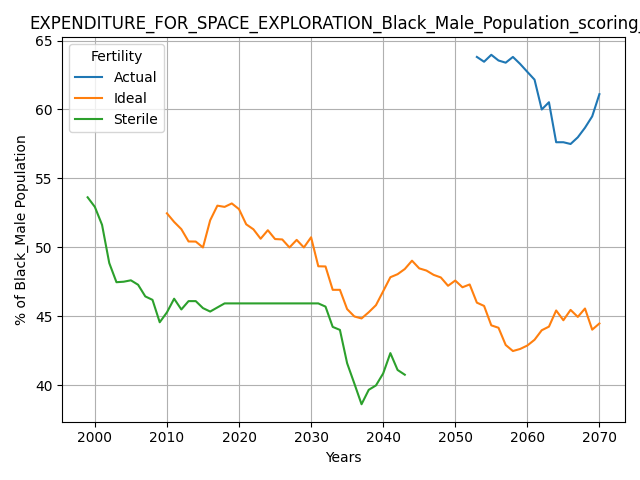 EXPENDITURE_FOR_SPACE_EXPLORATION_Black_Male_Population_scoring_
Fertility
Actual
Ideal
Sterile
65
60
55
50
45
40
% of Black_Male Population
2000 2010 2020 2030 2040 2050 2060 2070
Years